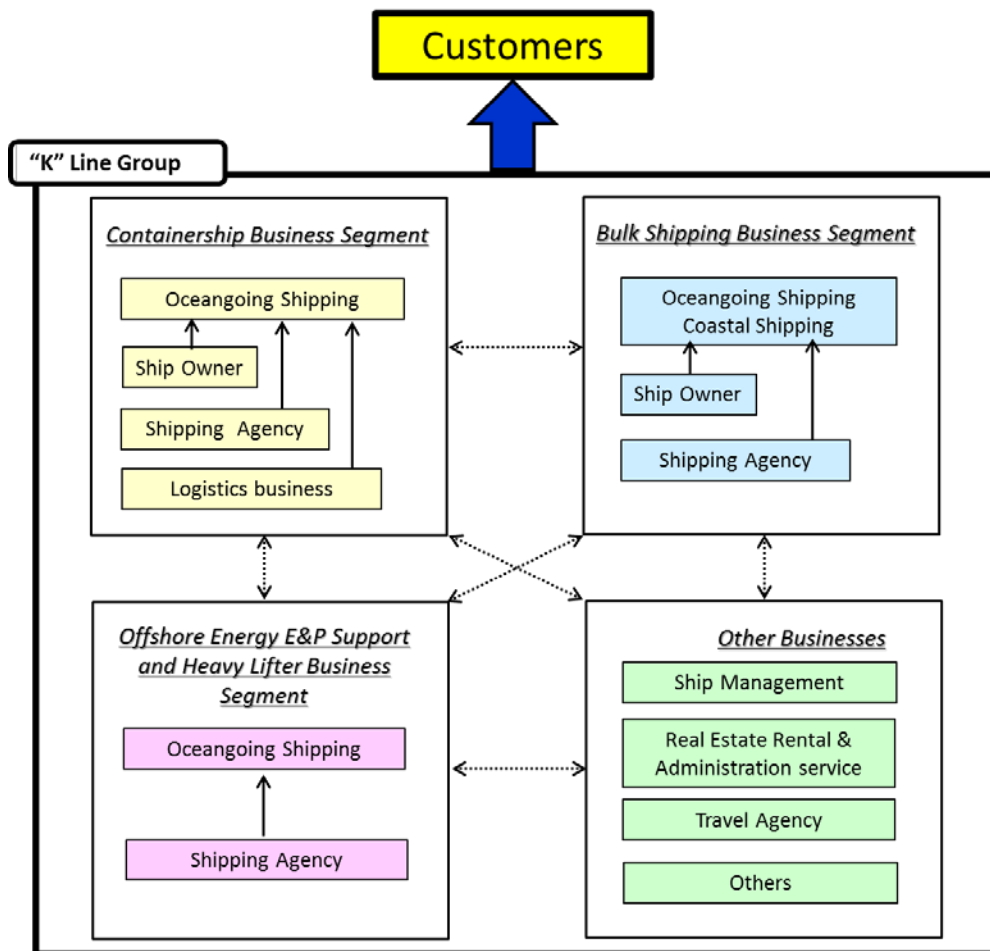 Customers
“K” Line Group
Containership Business Segment
Oceangoing Shipping
Ship Owner
Shipping Agency
Logistics business
Bulk Shipping Business Segment
Oceangoing Shipping
Coastal Shipping
Ship Owner
Shipping Agency
Offshore Energy E&P Support
and Heavy Lifter Business
Segment
Oceangoing Shipping
Shipping Agency
Other Businesses
Ship Management
Real Estate Rental &
Administration service
Travel Agency
Others